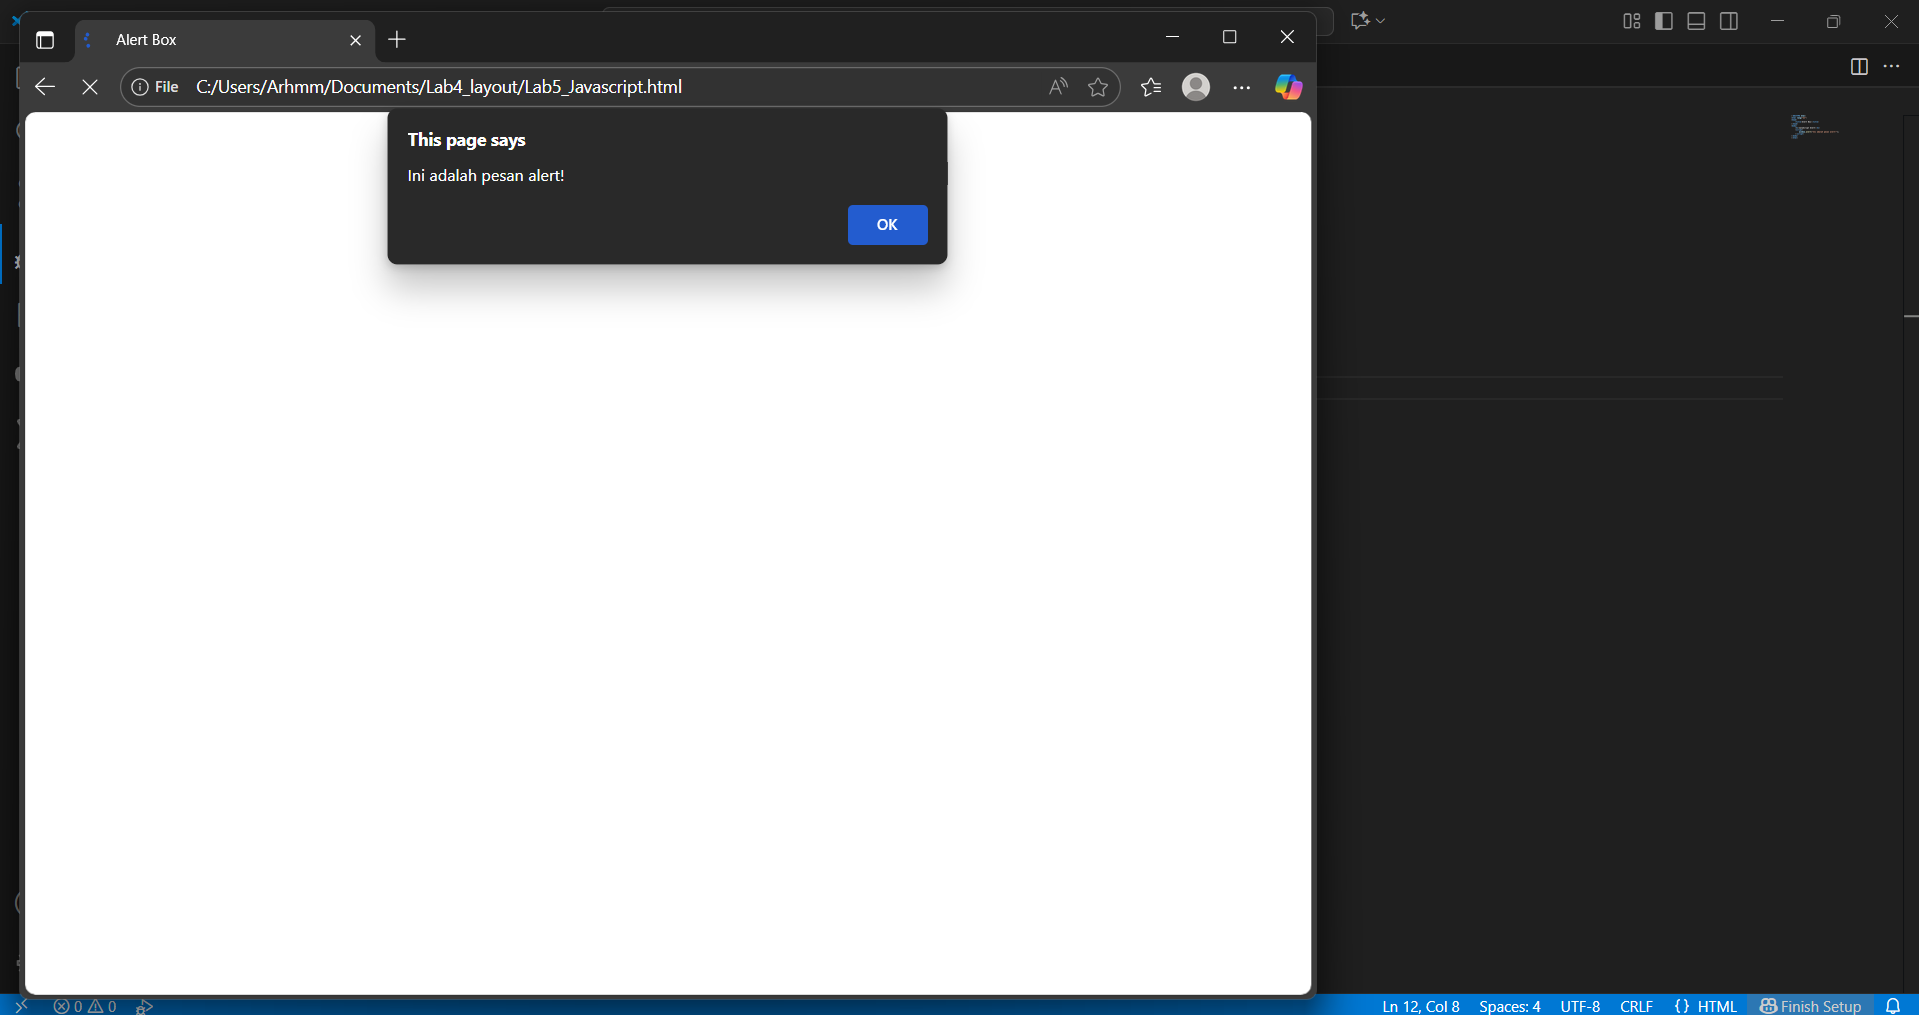 Alert Box
File C:/Users/Arhmm/Documents/Lab4_layout/Lab5_Javascript.html
This page says
Ini adalah pesan alert!
OK
0 0
Ln 12, Col 8 Spaces: 4 UTF-8 CRLF {} HTML Finish Setup